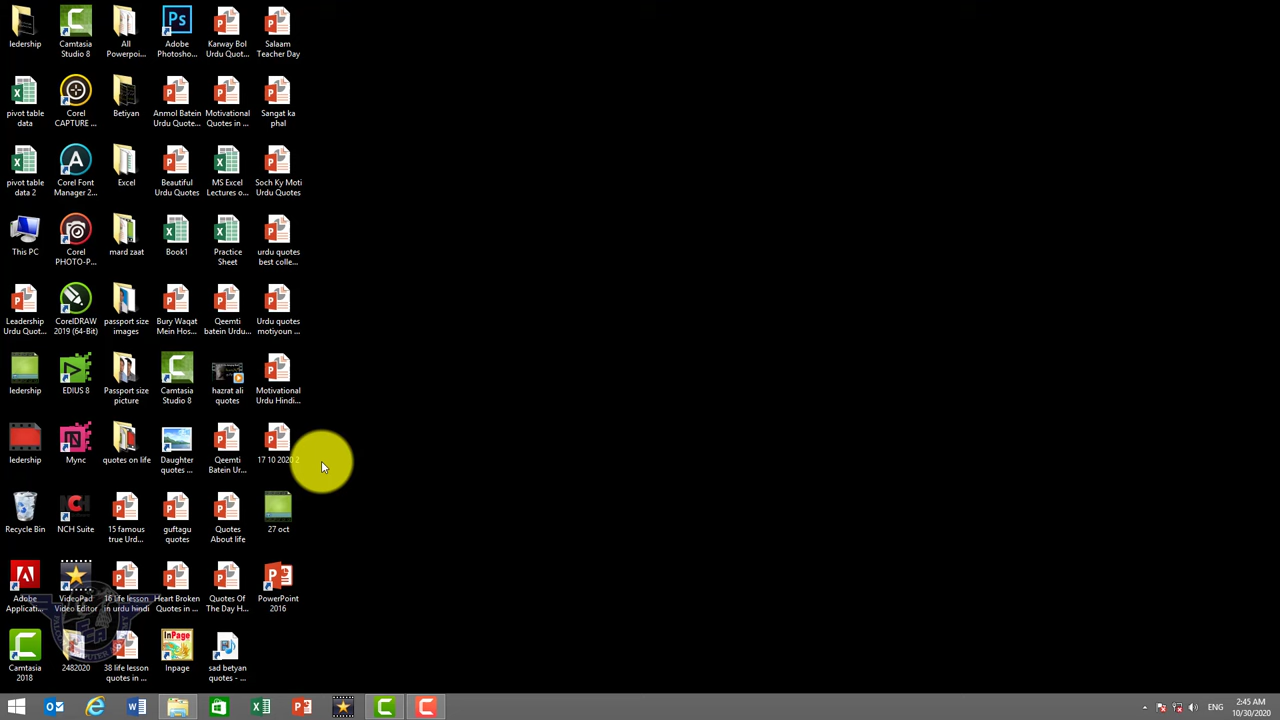 ledership
Camtasia
Studio 8
All
Powerpoi...
Adobe
Photosho...
Karway Bol
Urdu Quot...
Salaam
Teacher Day
pivot table
data
Corel
CAPTURE ...
Betiyan
Anmol Batein
Urdu Quote...
Motivational
Quotes in ...
Sangat ka
phal
pivot table
data 2
Corel Font
Manager 2...
Excel
Beautiful
Urdu Quotes
MS Excel
Lectures o...
Soch Ky Moti
Urdu Quotes
This PC
Corel
PHOTO-P...
mard zaat
Book1
Practice
Sheet
urdu quotes
best colle...
Leadership
Urdu Quot...
CorelDRAW
2019 (64-Bit)
passport size
images
Bury Waqat
Mein Hos...
Qeemti
batein Urdu...
Urdu quotes
motiyoun ...
ledership
EDIUS 8
Passport size
picture
Camtasia
Studio 8
hazrat ali
quotes
Motivational
Urdu Hindi...
ledership
Mync
quotes on life
Daughter
quotes ...
Qeemti
Batein Ur...
17 10 2020 2
Recycle Bin
NCH Suite
15 famous
true Urd...
guftagu
quotes
Quotes
About life
27 oct
Adobe
Applicati...
VideoPad
Video Editor
16 life lesson
in urdu hindi
Heart Broken
Quotes in ...
Quotes Of
The Day H...
PowerPoint
2016
Camtasia
2018
2482020
38 life lesson
quotes in ...
InPage
Inpage
sad betyan
quotes - ...
ENG
2:45 AM
10/30/2020